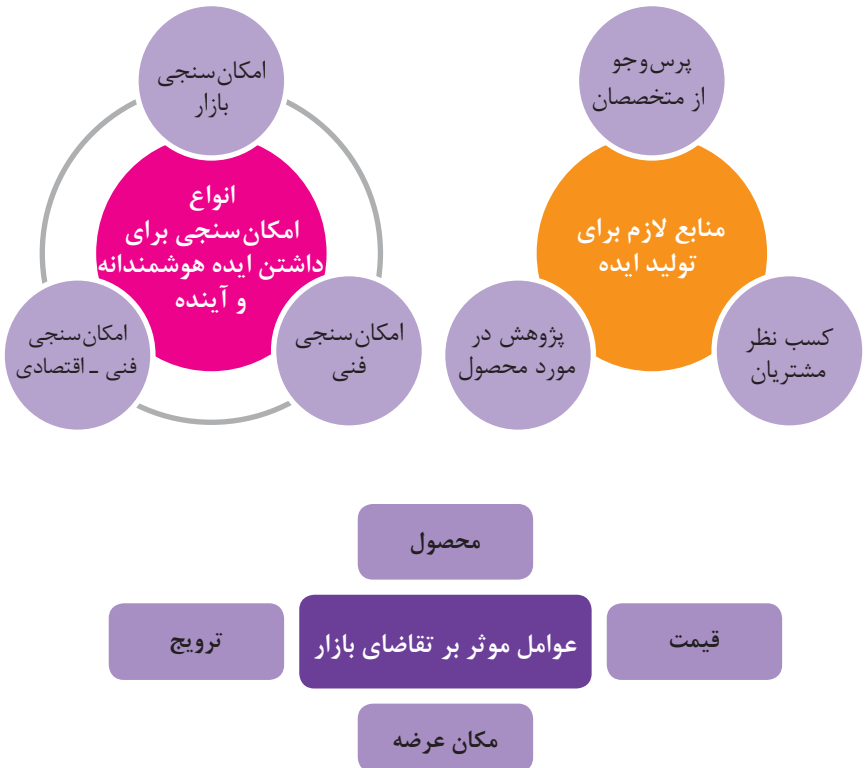 پرس‌وجو
از متخصصان
منابع لازم برای
تولید ایده
کسب نظر
مشتریان
پژوهش در
مورد محصول
امکان‌سنجی
بازار
انواع
امکان‌سنجی برای
داشتن ایده هوشمندانه
و آینده
امکان‌سنجی
فنی
امکان‌سنجی
فنی ـ اقتصادی
محصول
قیمت
عوامل موثر بر تقاضای بازار
ترویج
مکان عرضه